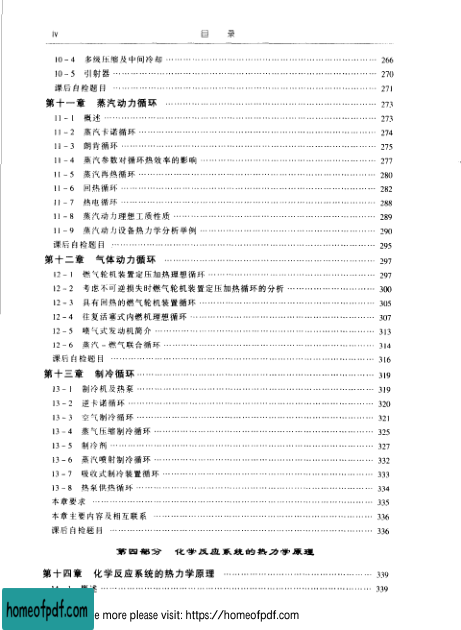 iv 目 录
10-4 多级压缩及中间冷却 266
10-5 引射器 270
课后自检题目 271
第十一章 蒸汽动力循环 273
11-1 概述 273
11-2 蒸汽卡诺循环 274
11-3 朗肯循环 275
11-4 蒸汽参数对循环热效率的影响 277
11-5 蒸汽再热循环 280
11-6 回热循环 282
11-7 热电循环 288
11-8 蒸汽动力理想工质性质 289
11-9 蒸汽动力设备热力学分析举例 290
课后自检题目 295
第十二章 气体动力循环 297
12-1 燃气轮机装置定压加热理想循环 297
12-2 考虑不可逆损失时燃气轮机装置定压加热循环的分析 300
12-3 具有回热的燃气轮机装置循环 305
12-4 往复活塞式内燃机理想循环 307
12-5 喷气式发动机简介 313
12-6 蒸汽-燃气联合循环 314
课后自检题目 316
第十三章 制冷循环 319
13-1 制冷机及热泵 319
13-2 逆卡诺循环 320
13-3 空气制冷循环 321
13-4 蒸气压缩制冷循环 325
13-5 制冷剂 327
13-6 蒸汽喷射制冷循环 332
13-7 吸收式制冷装置循环 333
13-8 热泵供热循环 334
本章要求 335
本章主要内容及相互联系 336
课后自检题目 336
第四部分 化学反应系统的热力学原理
第十四章 化学反应系统的热力学原理 339
339
homeofpdf.com
e more please visit: https://homeofpdf.com